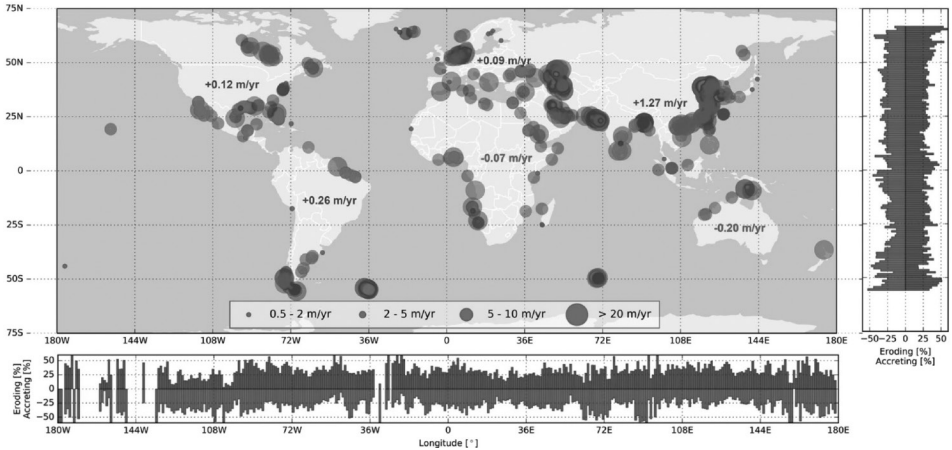 75N
50N
25N
0
25S
50S
75S
+0.12 m/yr
+0.09 m/yr
+1.27 m/yr
-0.07 m/yr
+0.26 m/yr
-0.20 m/yr
0.5 - 2 m/yr 2 - 5 m/yr 5 - 10 m/yr > 20 m/yr
180W 144W 108W 72W 36W 0 36E 72E 108E 144E 180E
-50 -25 0 25 50
Eroding [%]
Accreting [%]
Eroding [%]
Accreting [%]
50
25
0
-25
-50
180W 144W 108W 72W 36W 0 36E 72E 108E 144E 180E
Longitude [°]